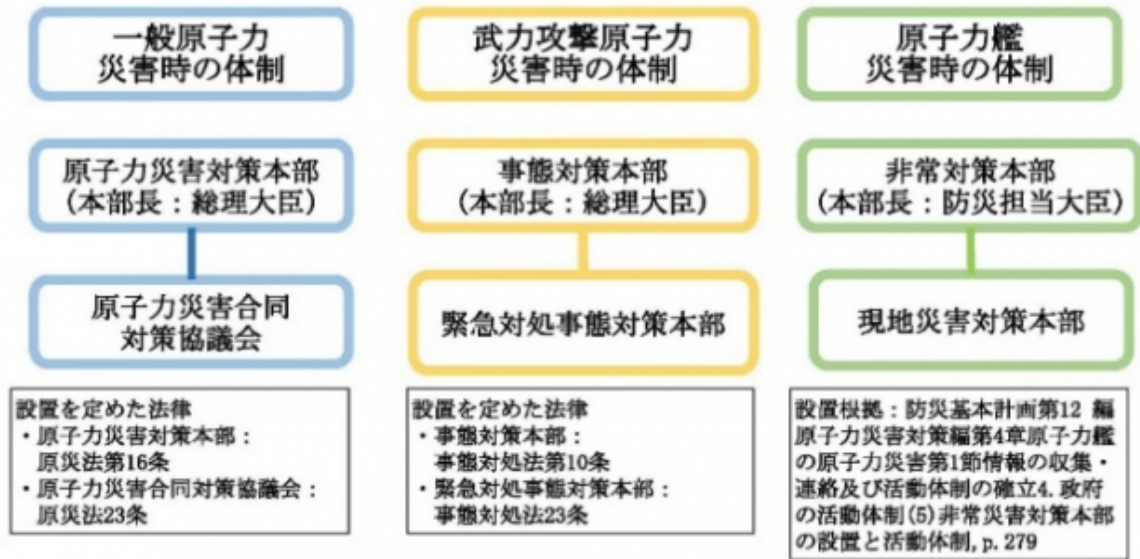 一般原子力
災害時の体制
武力攻撃原子力
災害時の体制
原子力艦
災害時の体制
原子力災害対策本部
(本部長：総理大臣)
事態対策本部
(本部長：総理大臣)
非常対策本部
(本部長：防災担当大臣)
原子力災害合同
対策協議会
緊急対処事態対策本部
現地災害対策本部
設置を定めた法律
・原子力災害対策本部：
原災法第16条
・原子力災害合同対策協議会：
原災法23条
設置を定めた法律
・事態対策本部：
事態対処法第10条
・緊急対処事態対策本部：
事態対処法23条
設置根拠：防災基本計画第12 編
原子力災害対策編第4章原子力艦
の原子力災害第1節情報の収集・
連絡及び活動体制の確立4. 政府
の活動体制(5)非常災害対策本部
の設置と活動体制, p. 279